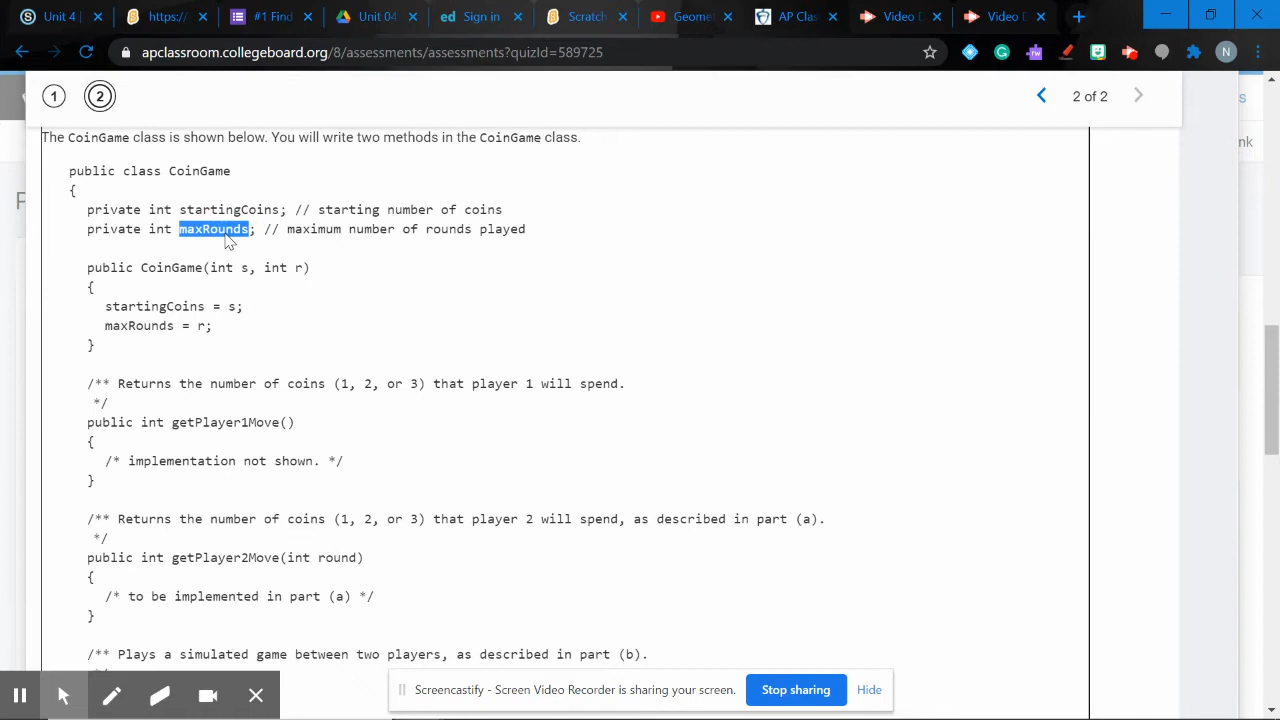 Unit 4 |
https://
#1 Find
Unit 04
Sign in
Scratch
Geome
AP Clas
Video D
Video D
apclassroom.collegeboard.org/8/assessments/assessments?quizId=589725
N
1
2
2 of 2
The CoinGame class is shown below. You will write two methods in the CoinGame class.
public class CoinGame
{
private int startingCoins; // starting number of coins
private int maxRounds; // maximum number of rounds played
public CoinGame(int s, int r)
{
startingCoins = s;
maxRounds = r;
}
/** Returns the number of coins (1, 2, or 3) that player 1 will spend.
*/
public int getPlayer1Move()
{
/* implementation not shown. */
}
/** Returns the number of coins (1, 2, or 3) that player 2 will spend, as described in part (a).
*/
public int getPlayer2Move(int round)
{
/* to be implemented in part (a) */
}
/** Plays a simulated game between two players, as described in part (b).
Screencastify - Screen Video Recorder is sharing your screen.
Stop sharing
Hide